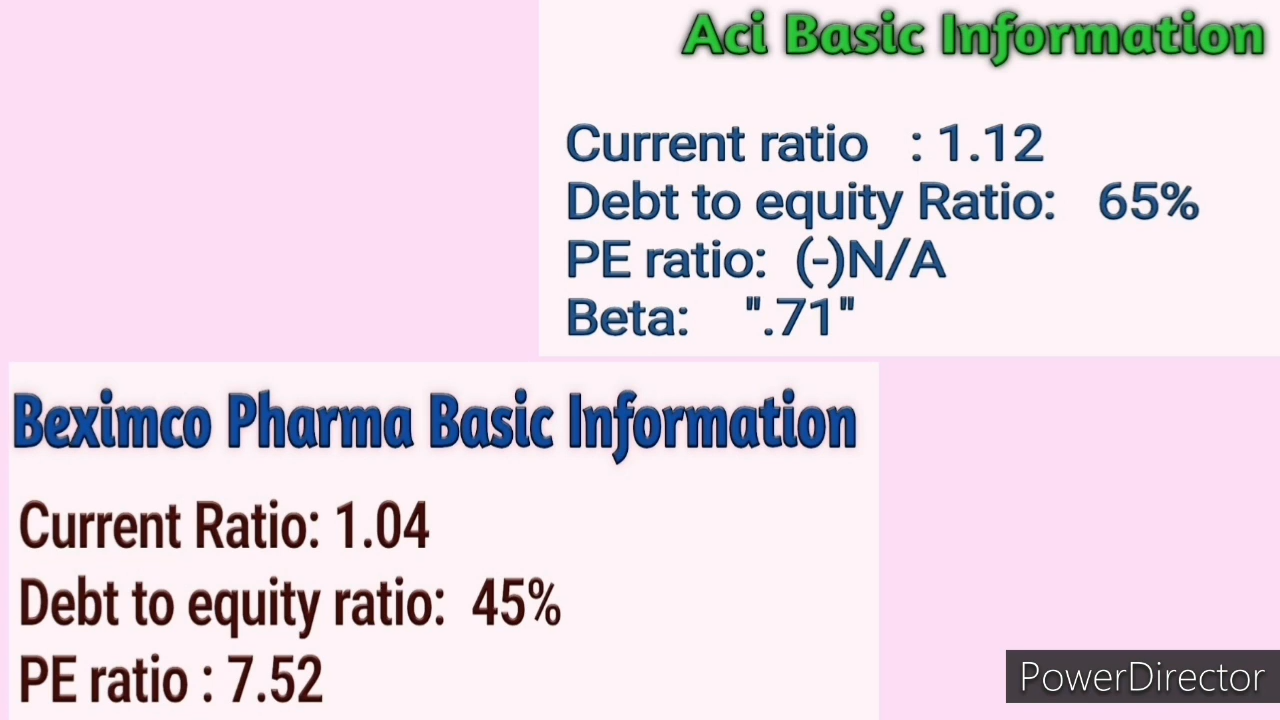 Aci Basic Information
Current ratio : 1.12
Debt to equity Ratio: 65%
PE ratio: (-)N/A
Beta: ".71"
Beximco Pharma Basic Information
Current Ratio: 1.04
Debt to equity ratio: 45%
PE ratio : 7.52
PowerDirector